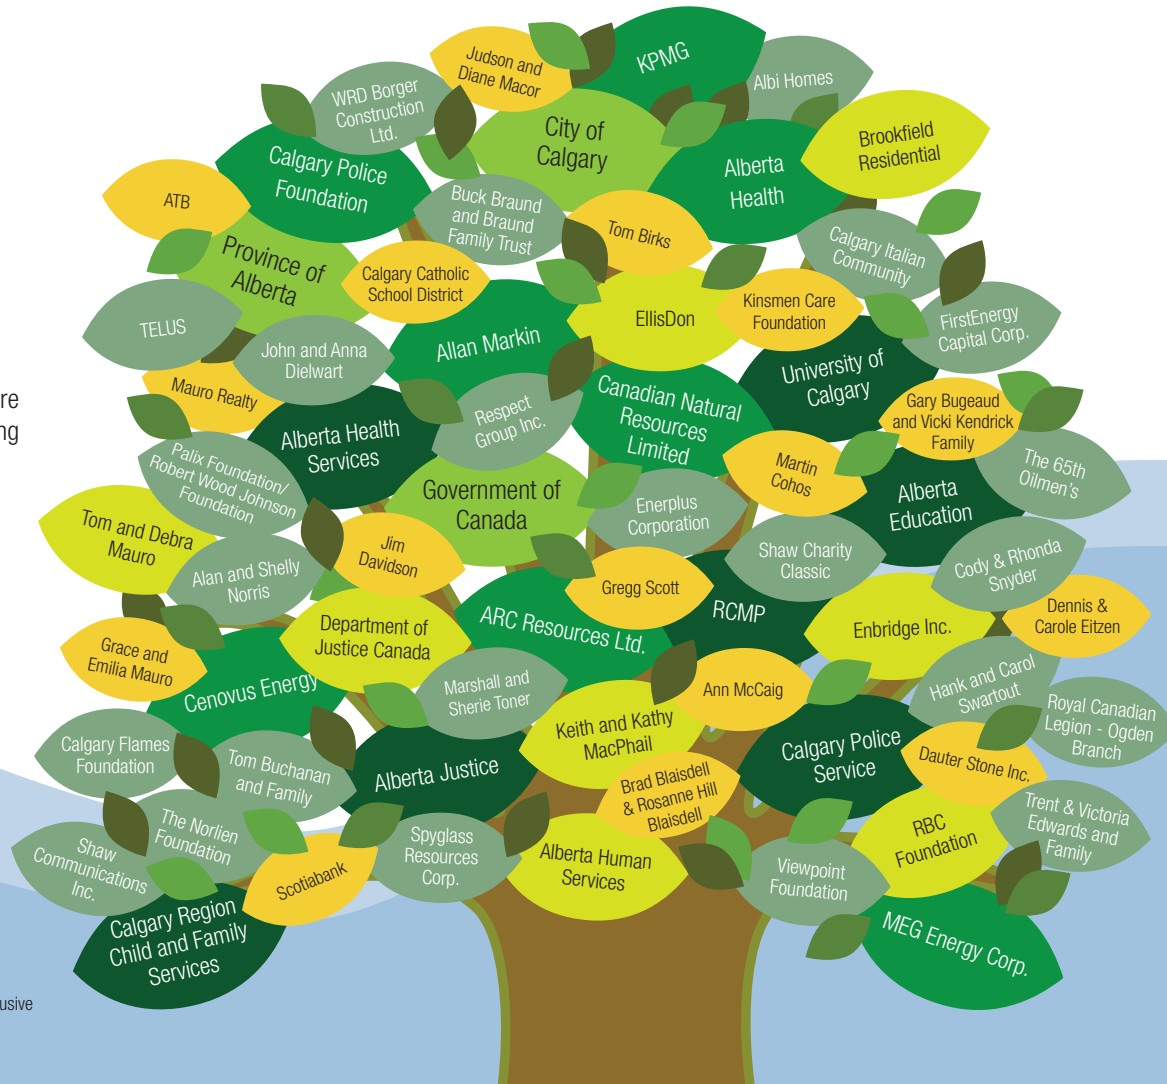 KPMG
Judson and
Diane Macor
Albi Homes
WRD Borger
Construction
Ltd.
City of
Calgary
Brookfield
Residential
Calgary Police
Foundation
Alberta
Health
ATB
Buck Braund
and Braund
Family Trust
Tom Birks
Calgary Italian
Community
Province of
Alberta
Calgary Catholic
School District
Kinsmen Care
Foundation
TELUS
EllisDon
FirstEnergy
Capital Corp.
Allan Markin
John and Anna
Dielwart
University of
Calgary
Mauro Realty
re
ng
Canadian Natural
Resources
Limited
Respect
Group Inc.
Gary Bugeaud
and Vicki Kendrick
Family
Alberta Health
Services
Palix Foundation/
Robert Wood Johnson
Foundation
Martin
Cohos
The 65th
Oilmen's
Government of
Canada
Enerplus
Corporation
Alberta
Education
Tom and Debra
Mauro
Jim
Davidson
Alan and Shelly
Norris
Shaw Charity
Classic
Cody & Rhonda
Snyder
Gregg Scott
RCMP
Dennis &
Carole Eitzen
ARC Resources Ltd.
Department of
Justice Canada
Enbridge Inc.
Grace and
Emilia Mauro
Cenovus Energy
Marshall and
Sherie Toner
Ann McCaig
Hank and Carol
Swartout
Royal Canadian
Legion - Ogden
Branch
Keith and Kathy
MacPhail
Calgary Flames
Foundation
Tom Buchanan
and Family
Alberta Justice
Calgary Police
Service
Dauter Stone Inc.
Brad Blaisdell
& Rosanne Hill
Blaisdell
The Norlien
Foundation
Trent & Victoria
Edwards and
Family
Shaw
Communications
Inc.
Spyglass
Resources
Corp.
RBC
Foundation
Alberta Human
Services
Viewpoint
Foundation
Scotiabank
Calgary Region
Child and Family
Services
MEG Energy Corp.
usive